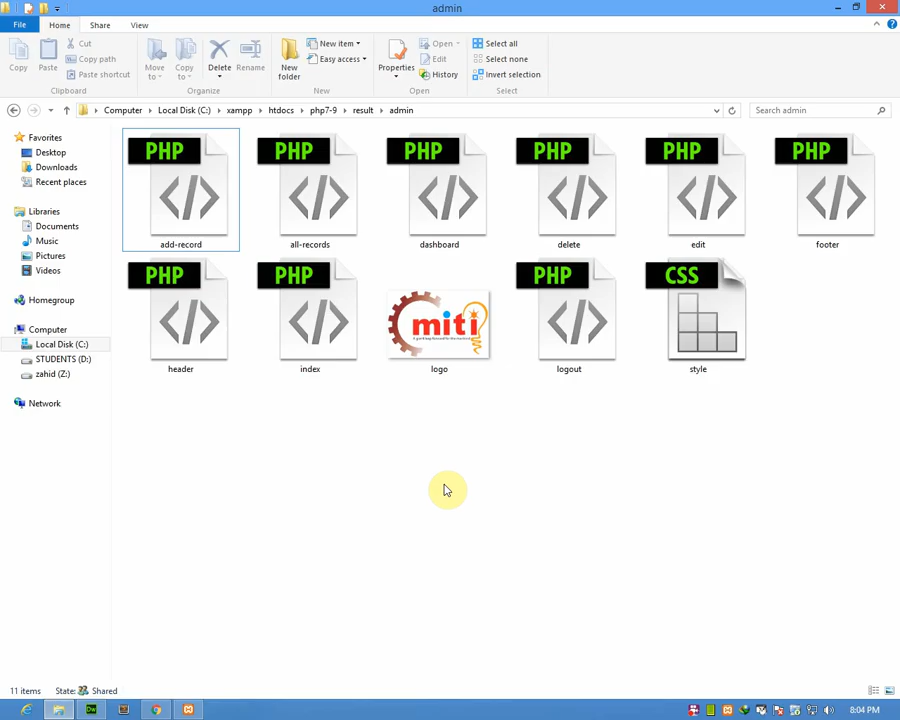 admin
File
Home
Share
View
Copy
Paste
Cut
Copy path
Paste shortcut
Clipboard
Move to
Copy to
Delete
Rename
Organize
New folder
New item
Easy access
New
Properties
Open
Edit
History
Open
Select all
Select none
Invert selection
Select
Computer
Local Disk (C:)
xampp
htdocs
php7-9
result
admin
Search admin
Favorites
Desktop
Downloads
Recent places
Libraries
Documents
Music
Pictures
Videos
Homegroup
Computer
Local Disk (C:)
STUDENTS (D:)
zahid (Z:)
Network
PHP
add-record
PHP
all-records
PHP
dashboard
PHP
delete
PHP
edit
PHP
footer
PHP
header
PHP
index
miti
logo
PHP
logout
CSS
style
11 items
State:
Shared
Dw
8:04 PM